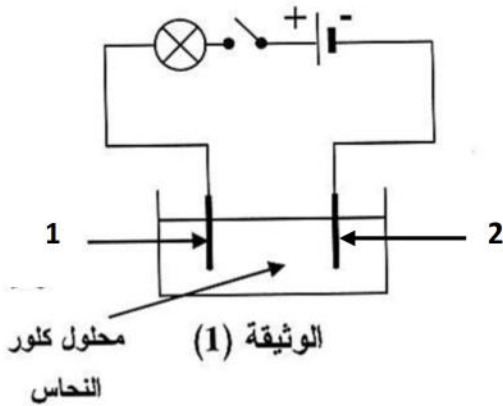 + -
1 2
محلول كلور
النحاس
الوثيقة (1)